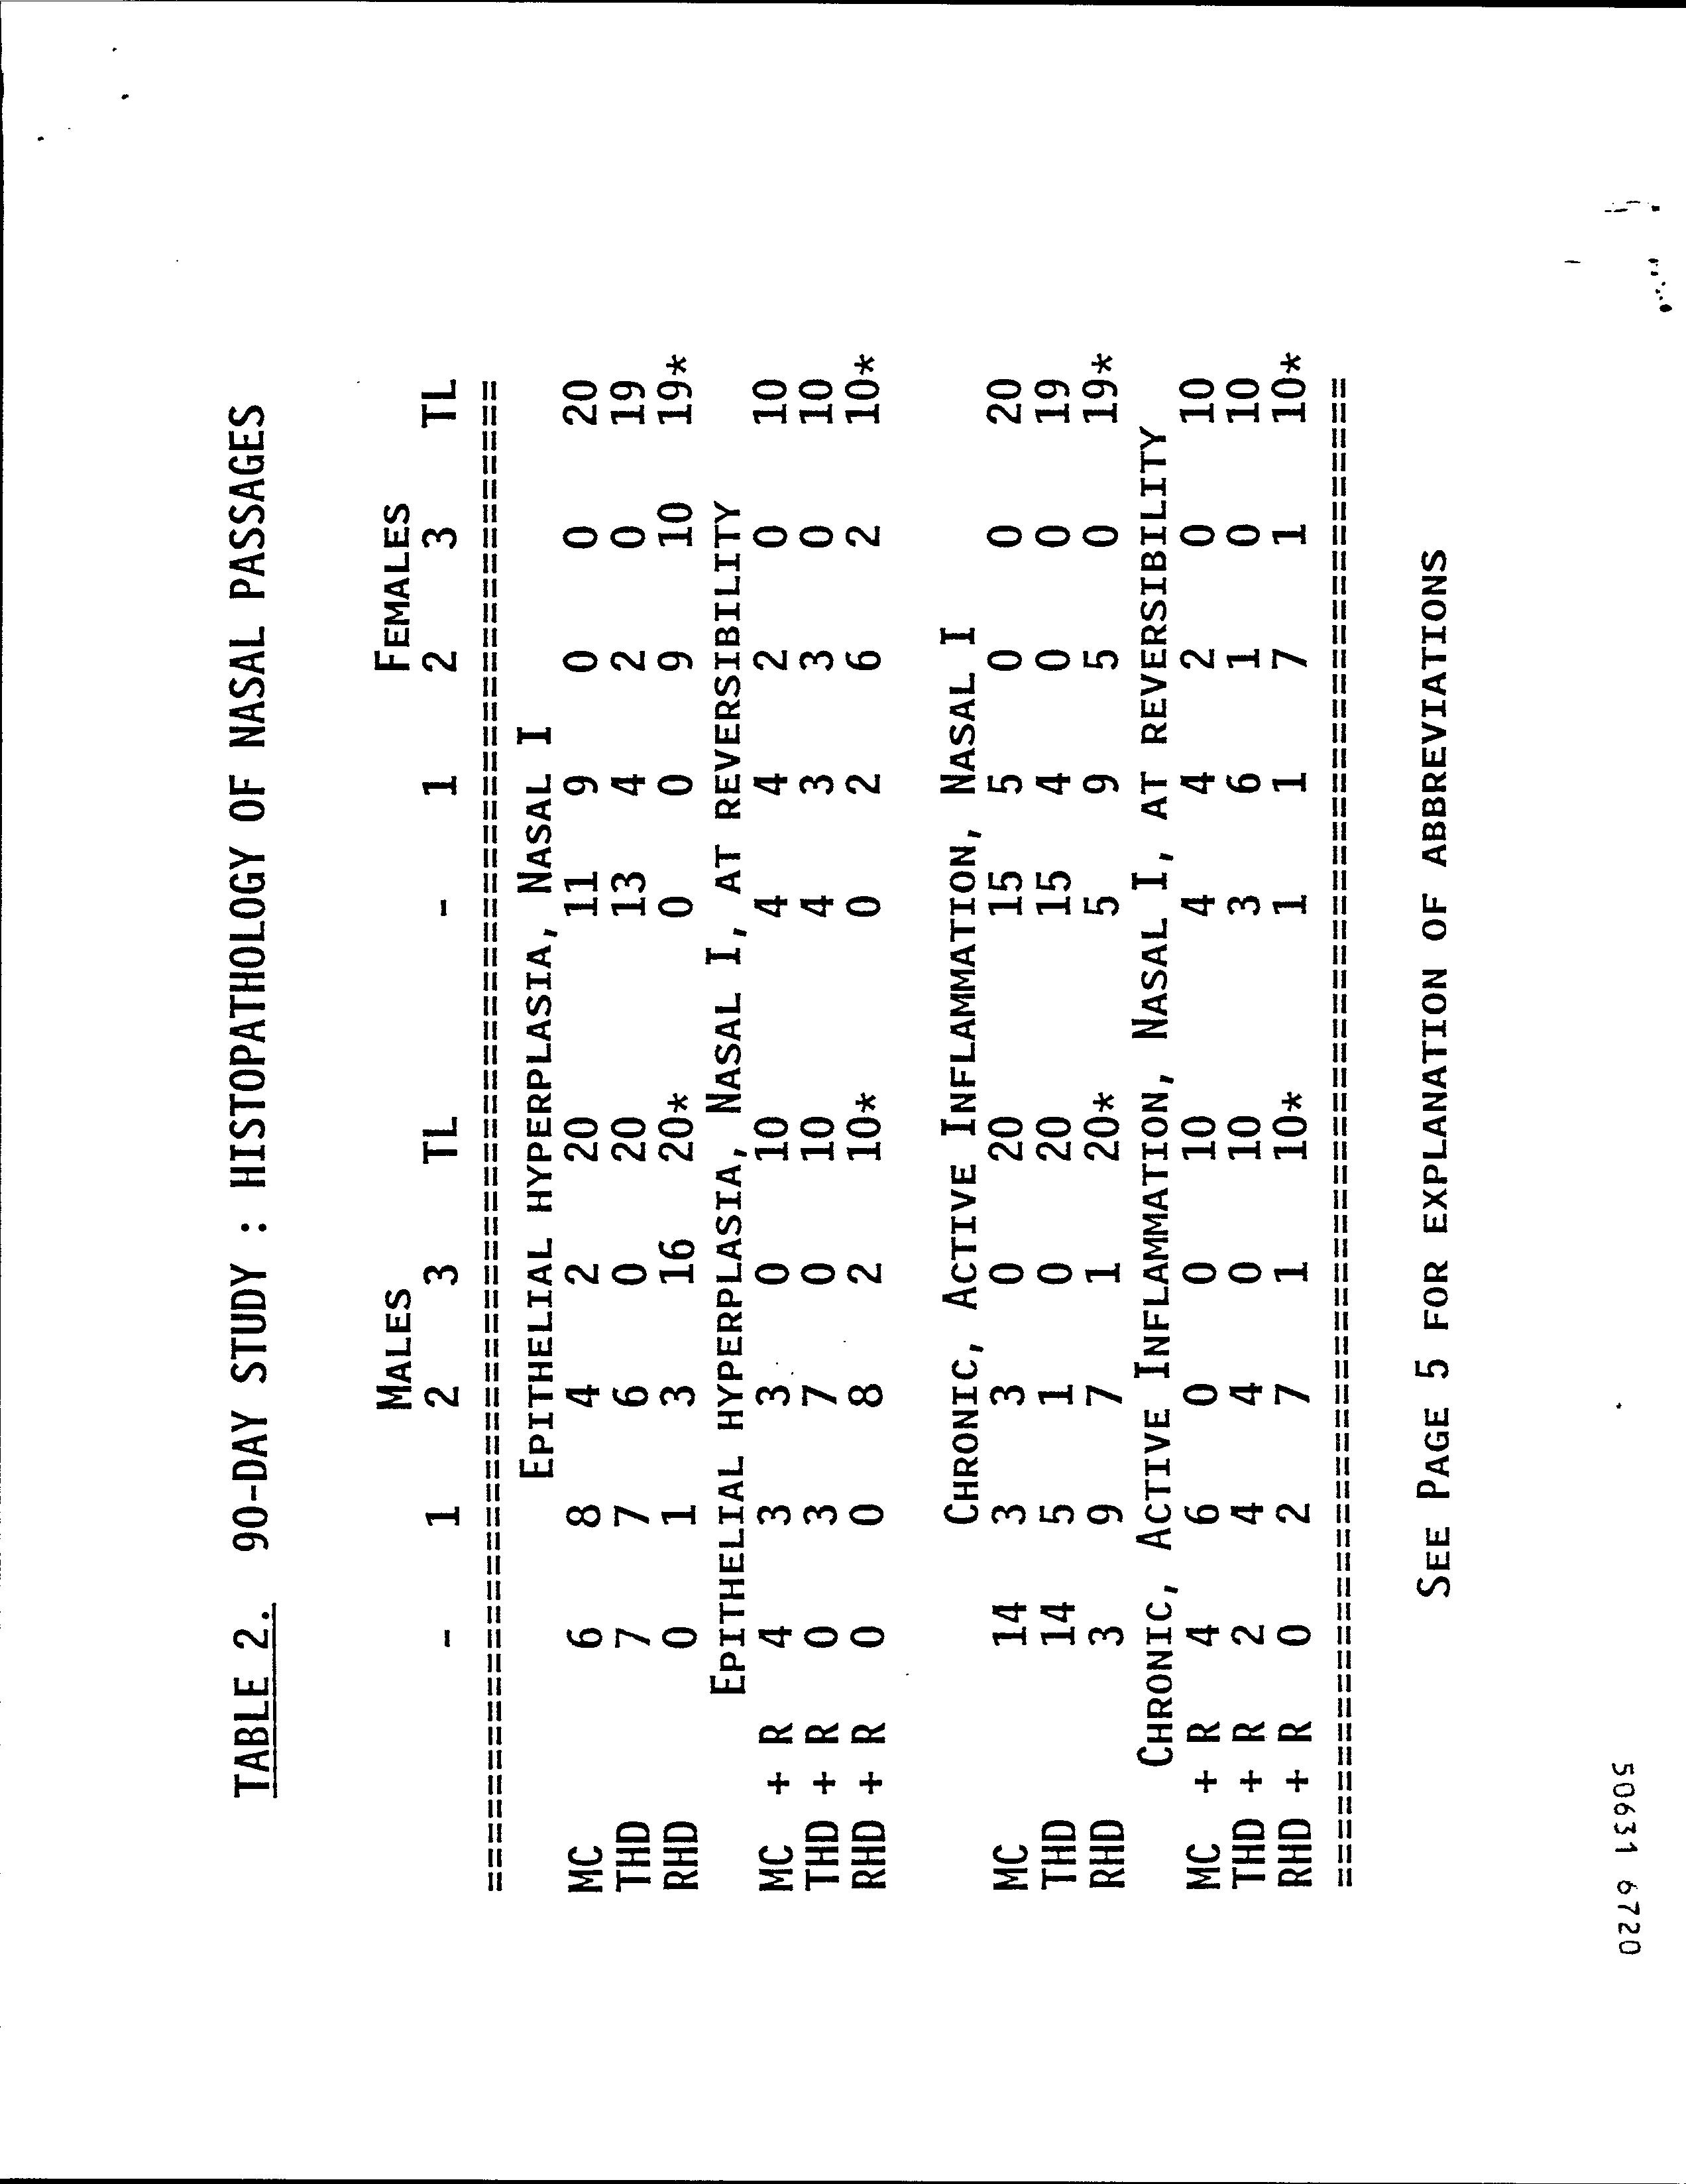 TABLE 2. 90-DAY STUDY : HISTOPATHOLOGY OF NASAL PASSAGES
MALES FEMALES
- 1 2 3 TL - 1 2 3 TL
EPITHELIAL HYPERPLASIA, NASAL I
MC 6 8 4 2 20 11 9 0 0 20
THD 7 7 6 0 20 13 4 2 0 19
RHD 0 1 3 16 20* 0 0 9 10 19*
EPITHELIAL HYPERPLASIA, NASAL I, AT REVERSIBILITY
MC + R 4 3 3 0 10 4 4 2 0 10
THD + R 0 3 7 0 10 4 3 3 0 10
RHD + R 0 0 8 2 10* 0 2 6 2 10*
CHRONIC, ACTIVE INFLAMMATION, NASAL I
MC 14 3 3 0 20 15 5 0 0 20
THD 14 5 1 0 20 15 4 0 0 19
RHD 3 9 7 1 20* 5 9 5 0 19*
CHRONIC, ACTIVE INFLAMMATION, NASAL I, AT REVERSIBILITY
MC + R 4 6 0 0 10 4 4 2 0 10
THD + R 2 4 4 0 10 3 6 1 0 10
RHD + R 0 2 7 1 10* 1 1 7 1 10*
SEE PAGE 5 FOR EXPLANATION OF ABBREVIATIONS
50631 6720